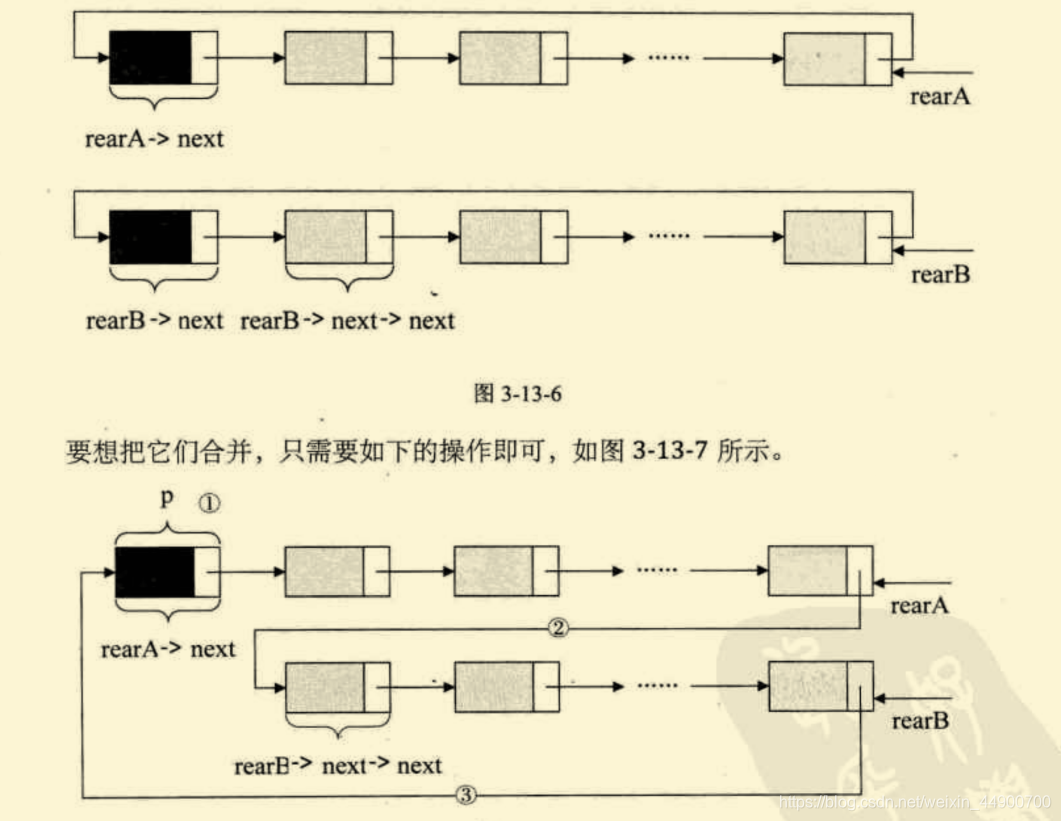 ......
rearA
rearA-> next
......
rearB
rearB-> next rearB-> next-> next
图 3-13-6
要想把它们合并，只需要如下的操作即可，如图 3-13-7 所示。
p ①
......
rearA
rearA-> next
②
......
rearB
rearB-> next-> next
③
https://blog.csdn.net/weixin_44900700